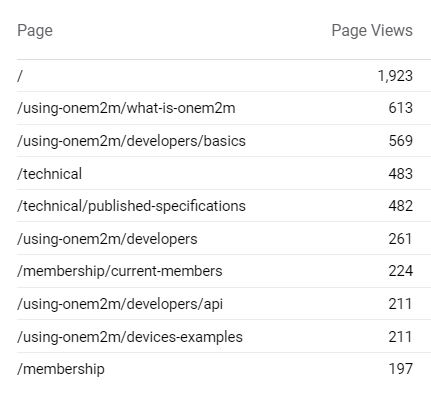 Page Page Views
/ 1,923
/using-onem2m/what-is-onem2m 613
/using-onem2m/developers/basics 569
/technical 483
/technical/published-specifications 482
/using-onem2m/developers 261
/membership/current-members 224
/using-onem2m/developers/api 211
/using-onem2m/devices-examples 211
/membership 197